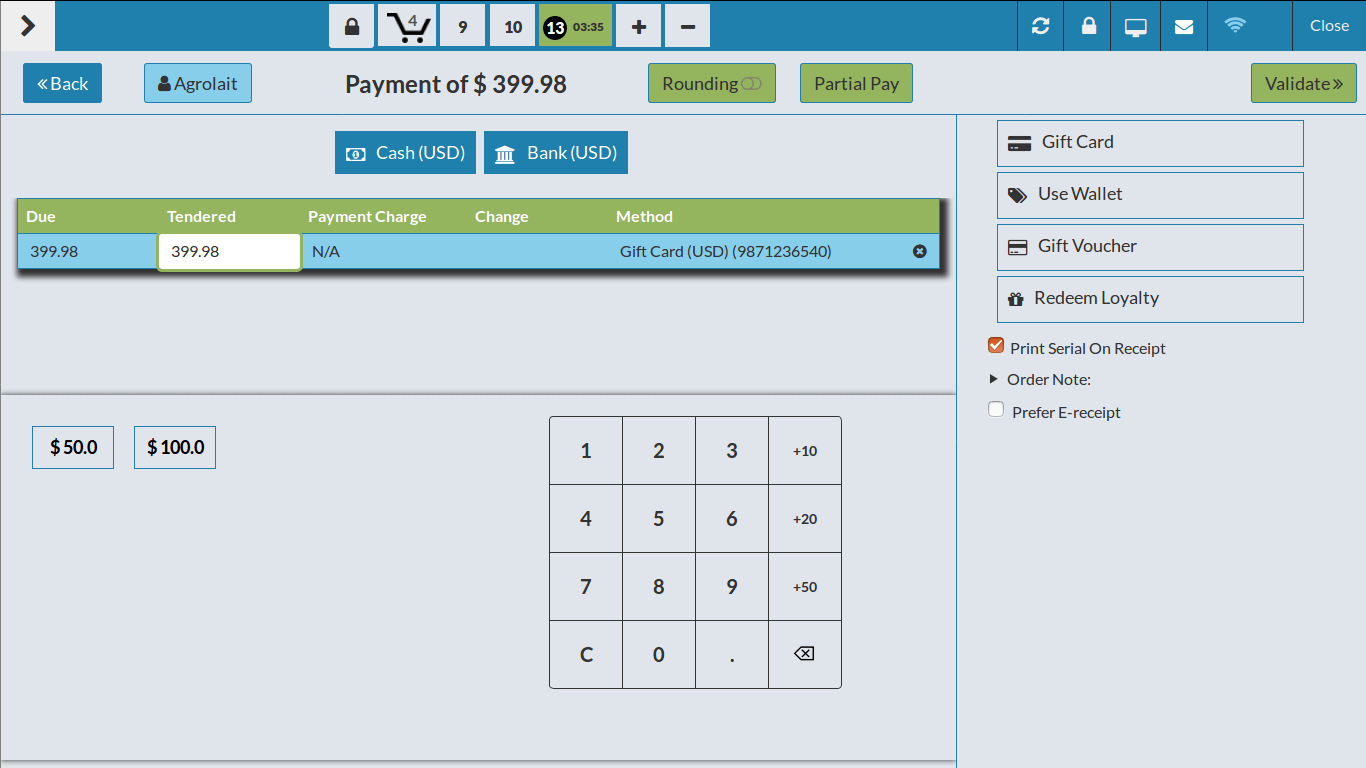 4
9
10
13 03:35
Close
Back
Agrolait
Payment of $ 399.98
Rounding
Partial Pay
Validate
Cash (USD)
Bank (USD)
Due Tendered Payment Charge Change Method
399.98 399.98 N/A Gift Card (USD) (9871236540)
Gift Card
Use Wallet
Gift Voucher
Redeem Loyalty
Print Serial On Receipt
Order Note:
Prefer E-receipt
$ 50.0 $ 100.0
1 2 3 +10
4 5 6 +20
7 8 9 +50
C 0 .